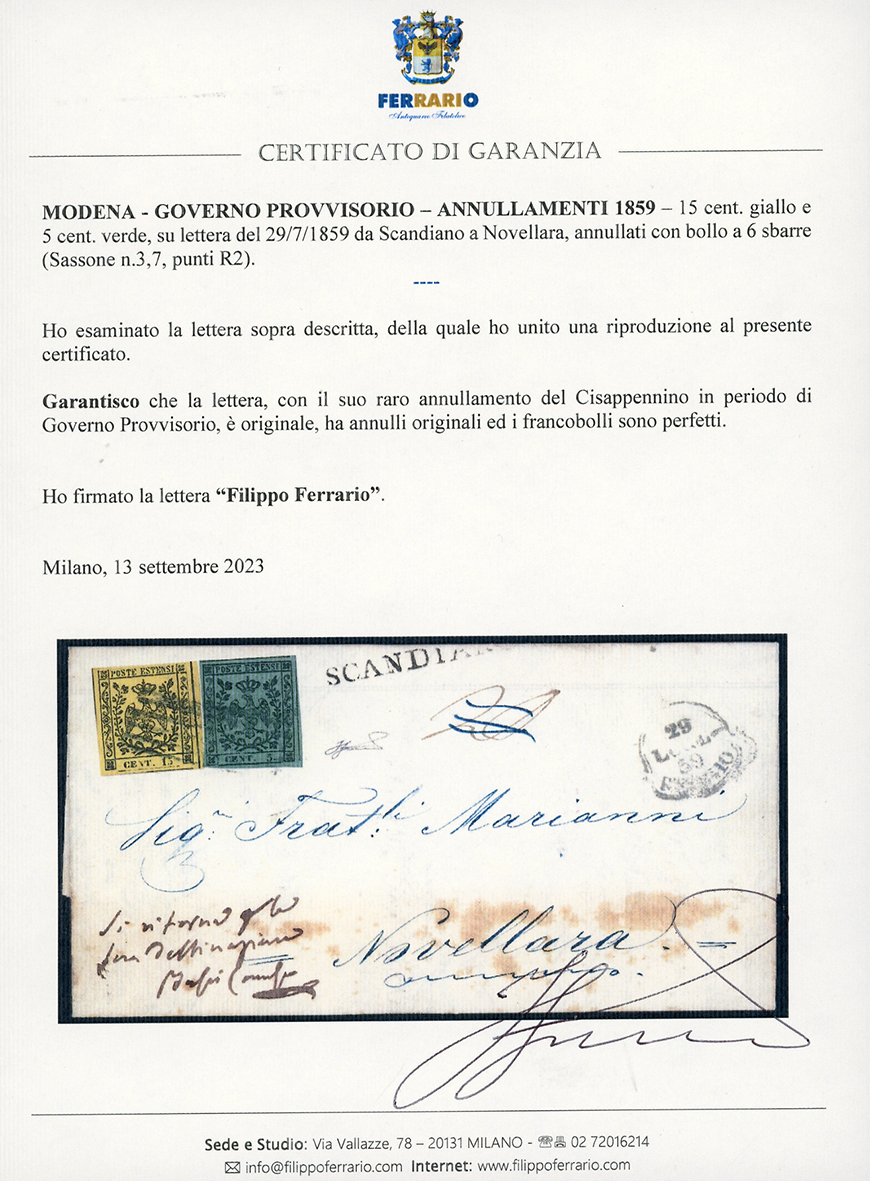 FERRARIO
Antiquario Filatelico
CERTIFICATO DI GARANZIA
MODENA - GOVERNO PROVVISORIO – ANNULLAMENTI 1859 – 15 cent. giallo e
5 cent. verde, su lettera del 29/7/1859 da Scandiano a Novellara, annullati con bollo a 6 sbarre
(Sassone n.3,7, punti R2).
----
Ho esaminato la lettera sopra descritta, della quale ho unito una riproduzione al presente
certificato.
Garantisco che la lettera, con il suo raro annullamento del Cisappennino in periodo di
Governo Provvisorio, è originale, ha annulli originali ed i francobolli sono perfetti.
Ho firmato la lettera “Filippo Ferrario”.
Milano, 13 settembre 2023
POSTE ESTENSI
CENT. 15
POSTE ESTENSI
CENT. 5
29
59
Sig.ri Frat.lli Marianni
Si ritorna
Novellara
Sede e Studio: Via Vallazze, 78 – 20131 MILANO - 02 72016214
info@filippoferrario.com Internet: www.filippoferrario.com